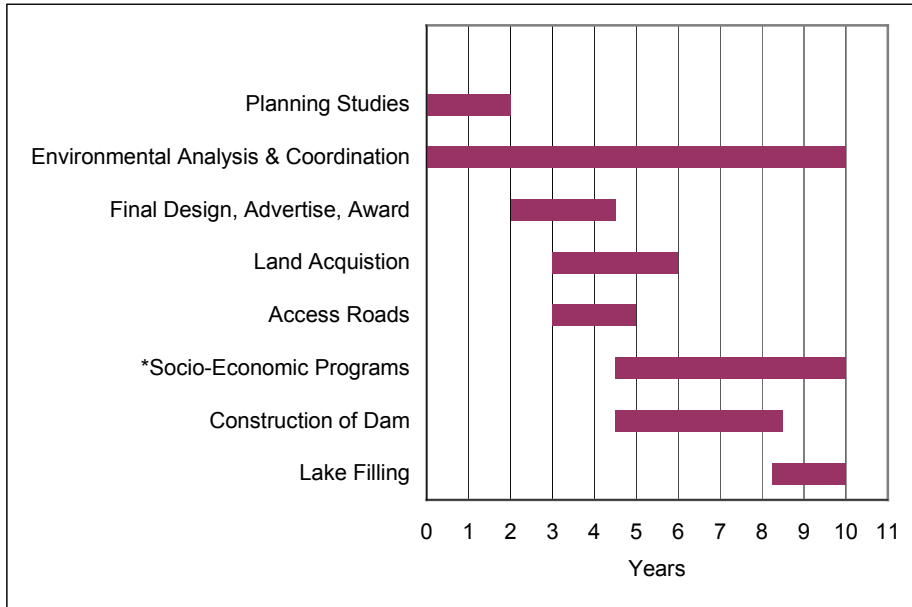 Planning Studies
Environmental Analysis & Coordination
Final Design, Advertise, Award
Land Acquistion
Access Roads
*Socio-Economic Programs
Construction of Dam
Lake Filling
0 1 2 3 4 5 6 7 8 9 10 11
Years